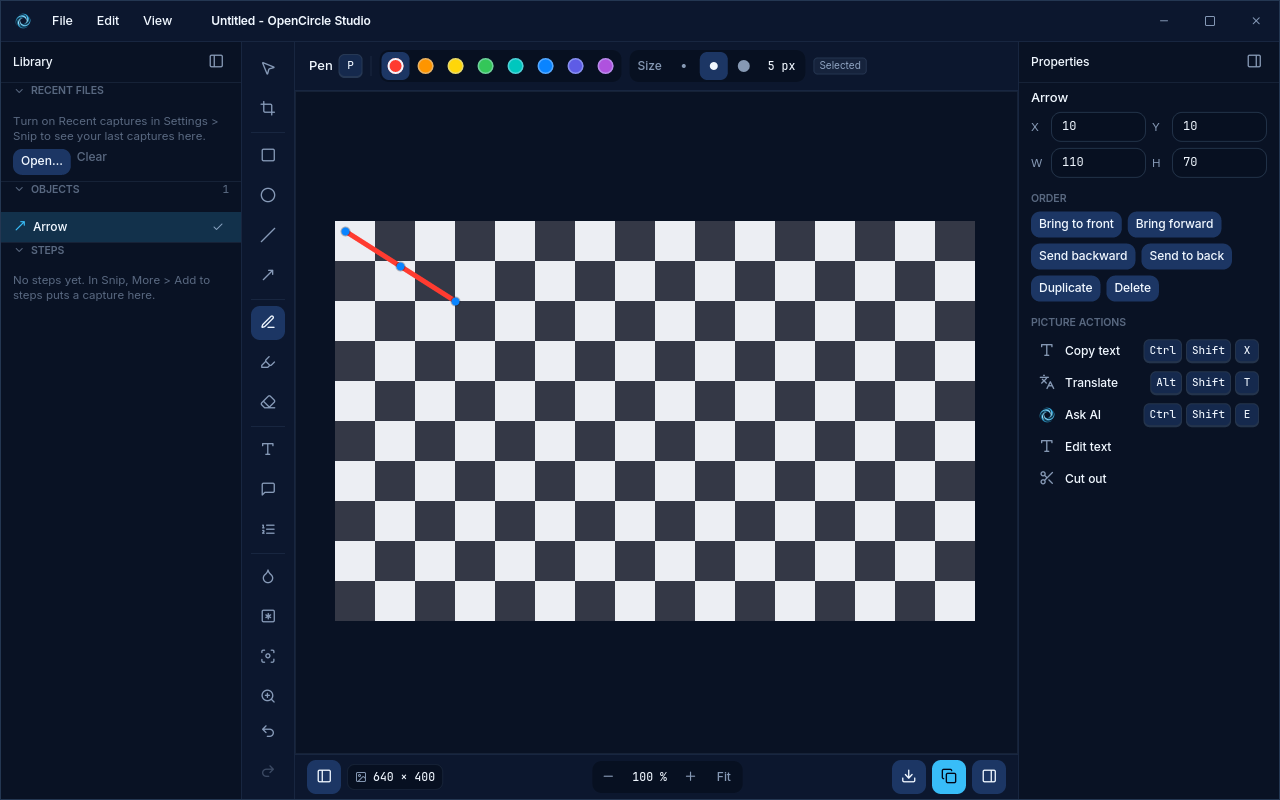 File Edit View Untitled - OpenCircle Studio
Library
RECENT FILES
Turn on Recent captures in Settings >
Snip to see your last captures here.
Open... Clear
OBJECTS 1
Arrow
STEPS
No steps yet. In Snip, More > Add to
steps puts a capture here.
Pen P Size 5 px Selected
640 × 400 100 % Fit
Properties
Arrow
X 10 Y 10
W 110 H 70
ORDER
Bring to front Bring forward
Send backward Send to back
Duplicate Delete
PICTURE ACTIONS
Copy text Ctrl Shift X
Translate Alt Shift T
Ask AI Ctrl Shift E
Edit text
Cut out